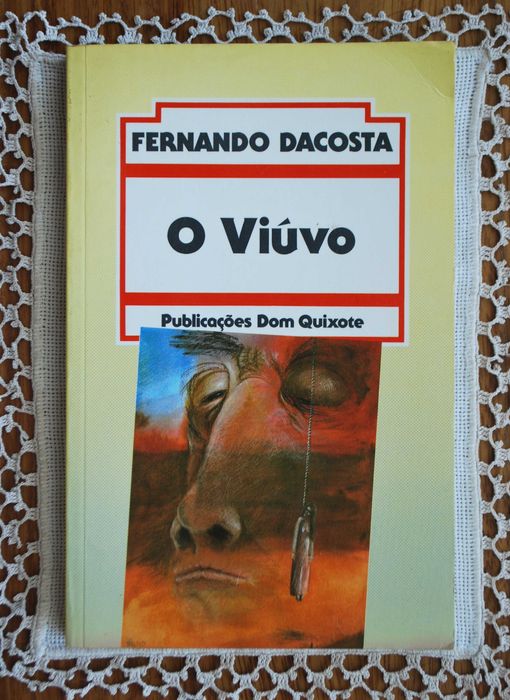 FERNANDO DACOSTA
O Viúvo
Publicações Dom Quixote